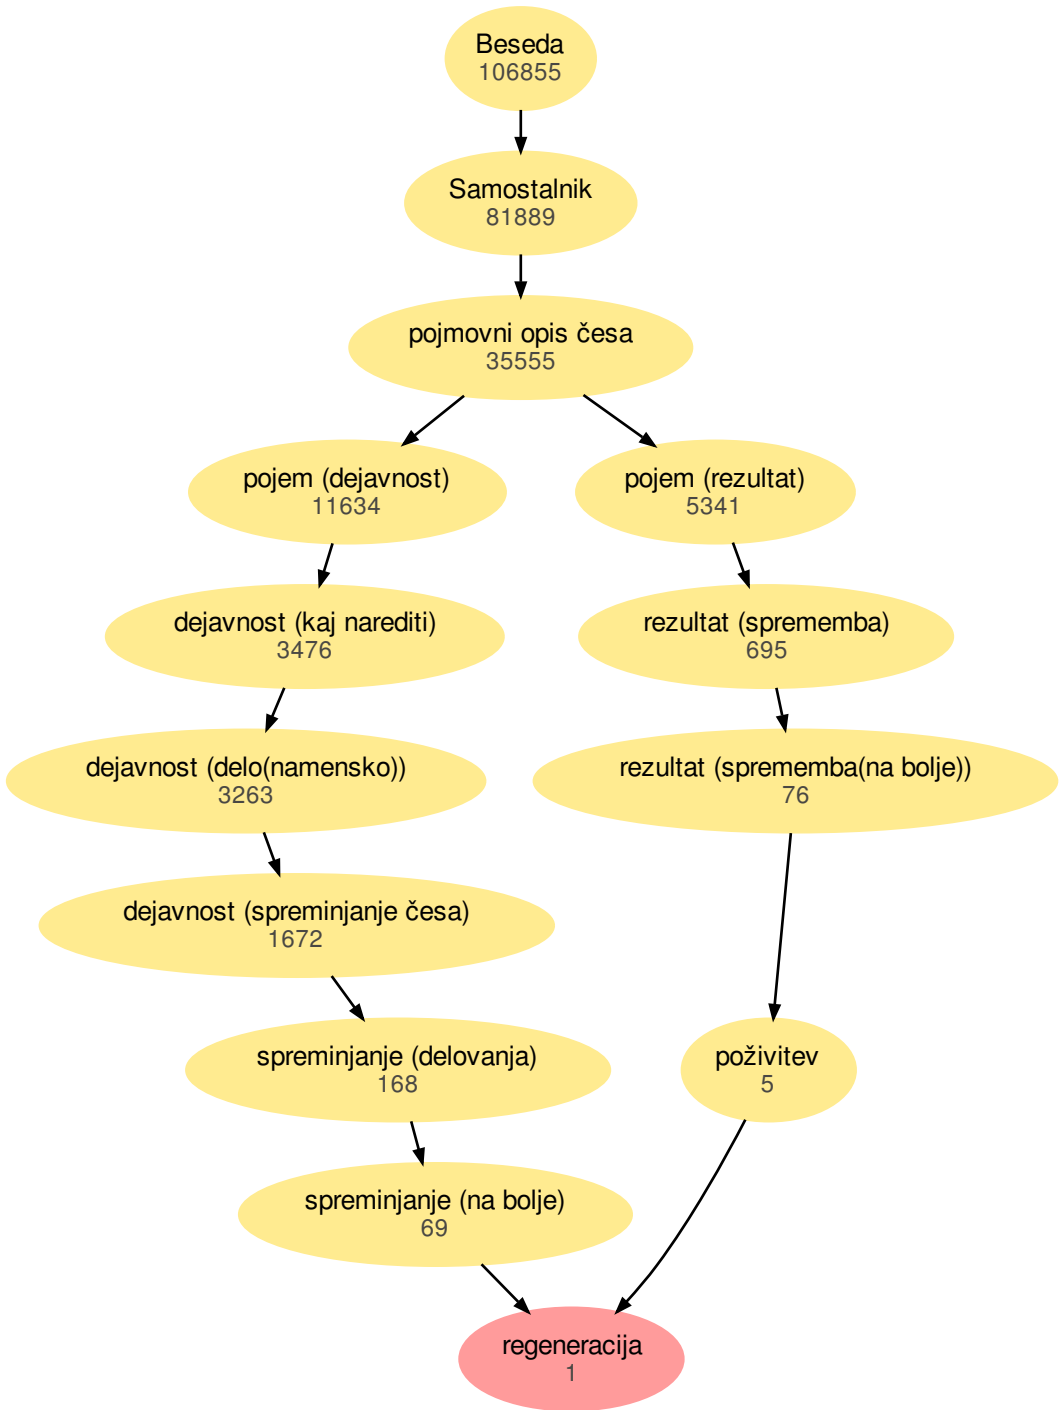 Beseda
106855
Samostalnik
81889
pojmovni opis česa
35555
pojem (dejavnost)
11634
pojem (rezultat)
5341
dejavnost (kaj narediti)
3476
rezultat (sprememba)
695
dejavnost (delo(namensko))
3263
rezultat (sprememba(na bolje))
76
dejavnost (spreminjanje česa)
1672
spreminjanje (delovanja)
168
poživitev
5
spreminjanje (na bolje)
69
regeneracija
1